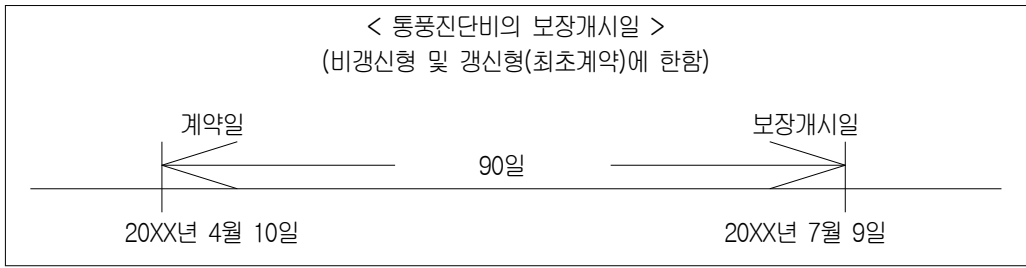 < 통풍진단비의 보장개시일 >
(비갱신형 및 갱신형(최초계약)에 한함)
계약일 보장개시일
90일
20XX년 4월 10일 20XX년 7월 9일